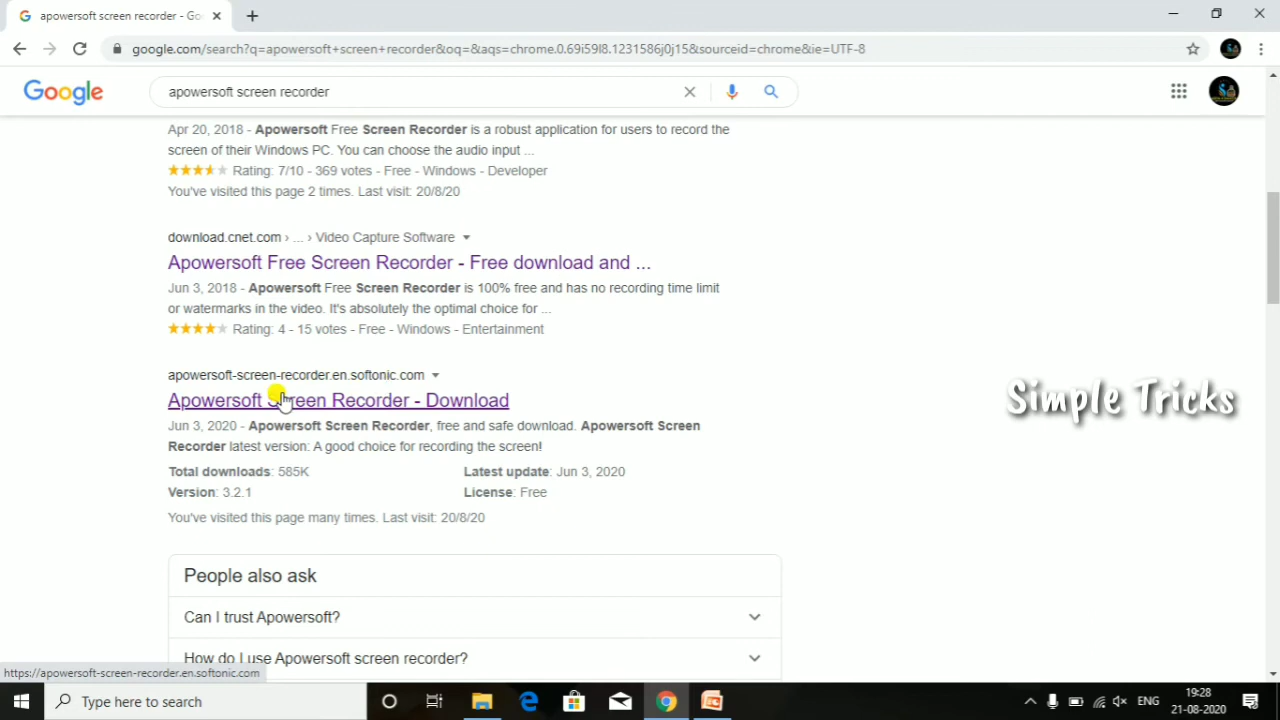 apowersoft screen recorder - Go
google.com/search?q=apowersoft+screen+recorder&oq=&aqs=chrome.0.69i59l8.1231586j0j15&sourceid=chrome&ie=UTF-8
Google
apowersoft screen recorder
Apr 20, 2018 - Apowersoft Free Screen Recorder is a robust application for users to record the
screen of their Windows PC. You can choose the audio input ...
Rating: 7/10 - 369 votes - Free - Windows - Developer
You've visited this page 2 times. Last visit: 20/8/20
download.cnet.com › ... › Video Capture Software
Apowersoft Free Screen Recorder - Free download and ...
Jun 3, 2018 - Apowersoft Free Screen Recorder is 100% free and has no recording time limit
or watermarks in the video. It's absolutely the optimal choice for ...
Rating: 4 - 15 votes - Free - Windows - Entertainment
apowersoft-screen-recorder.en.softonic.com
Apowersoft Screen Recorder - Download
Jun 3, 2020 - Apowersoft Screen Recorder, free and safe download. Apowersoft Screen
Recorder latest version: A good choice for recording the screen!
Total downloads: 585K Latest update: Jun 3, 2020
Version: 3.2.1 License: Free
You've visited this page many times. Last visit: 20/8/20
Simple Tricks
People also ask
Can I trust Apowersoft?
How do I use Apowersoft screen recorder?
https://apowersoft-screen-recorder.en.softonic.com
Type here to search
ENG
19:28
21-08-2020